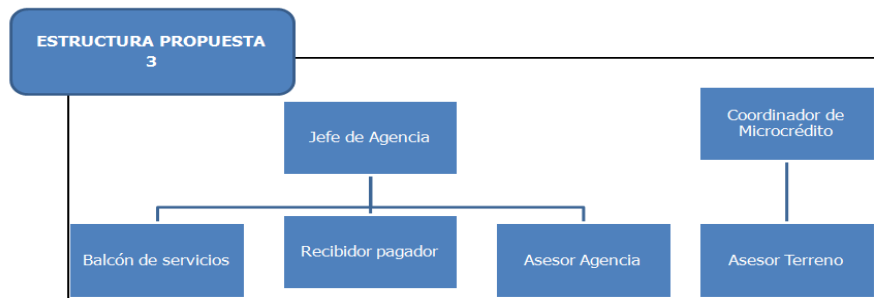 ESTRUCTURA PROPUESTA
3
Jefe de Agencia
Coordinador de
Microcrédito
Balcón de servicios
Recibidor pagador
Asesor Agencia
Asesor Terreno